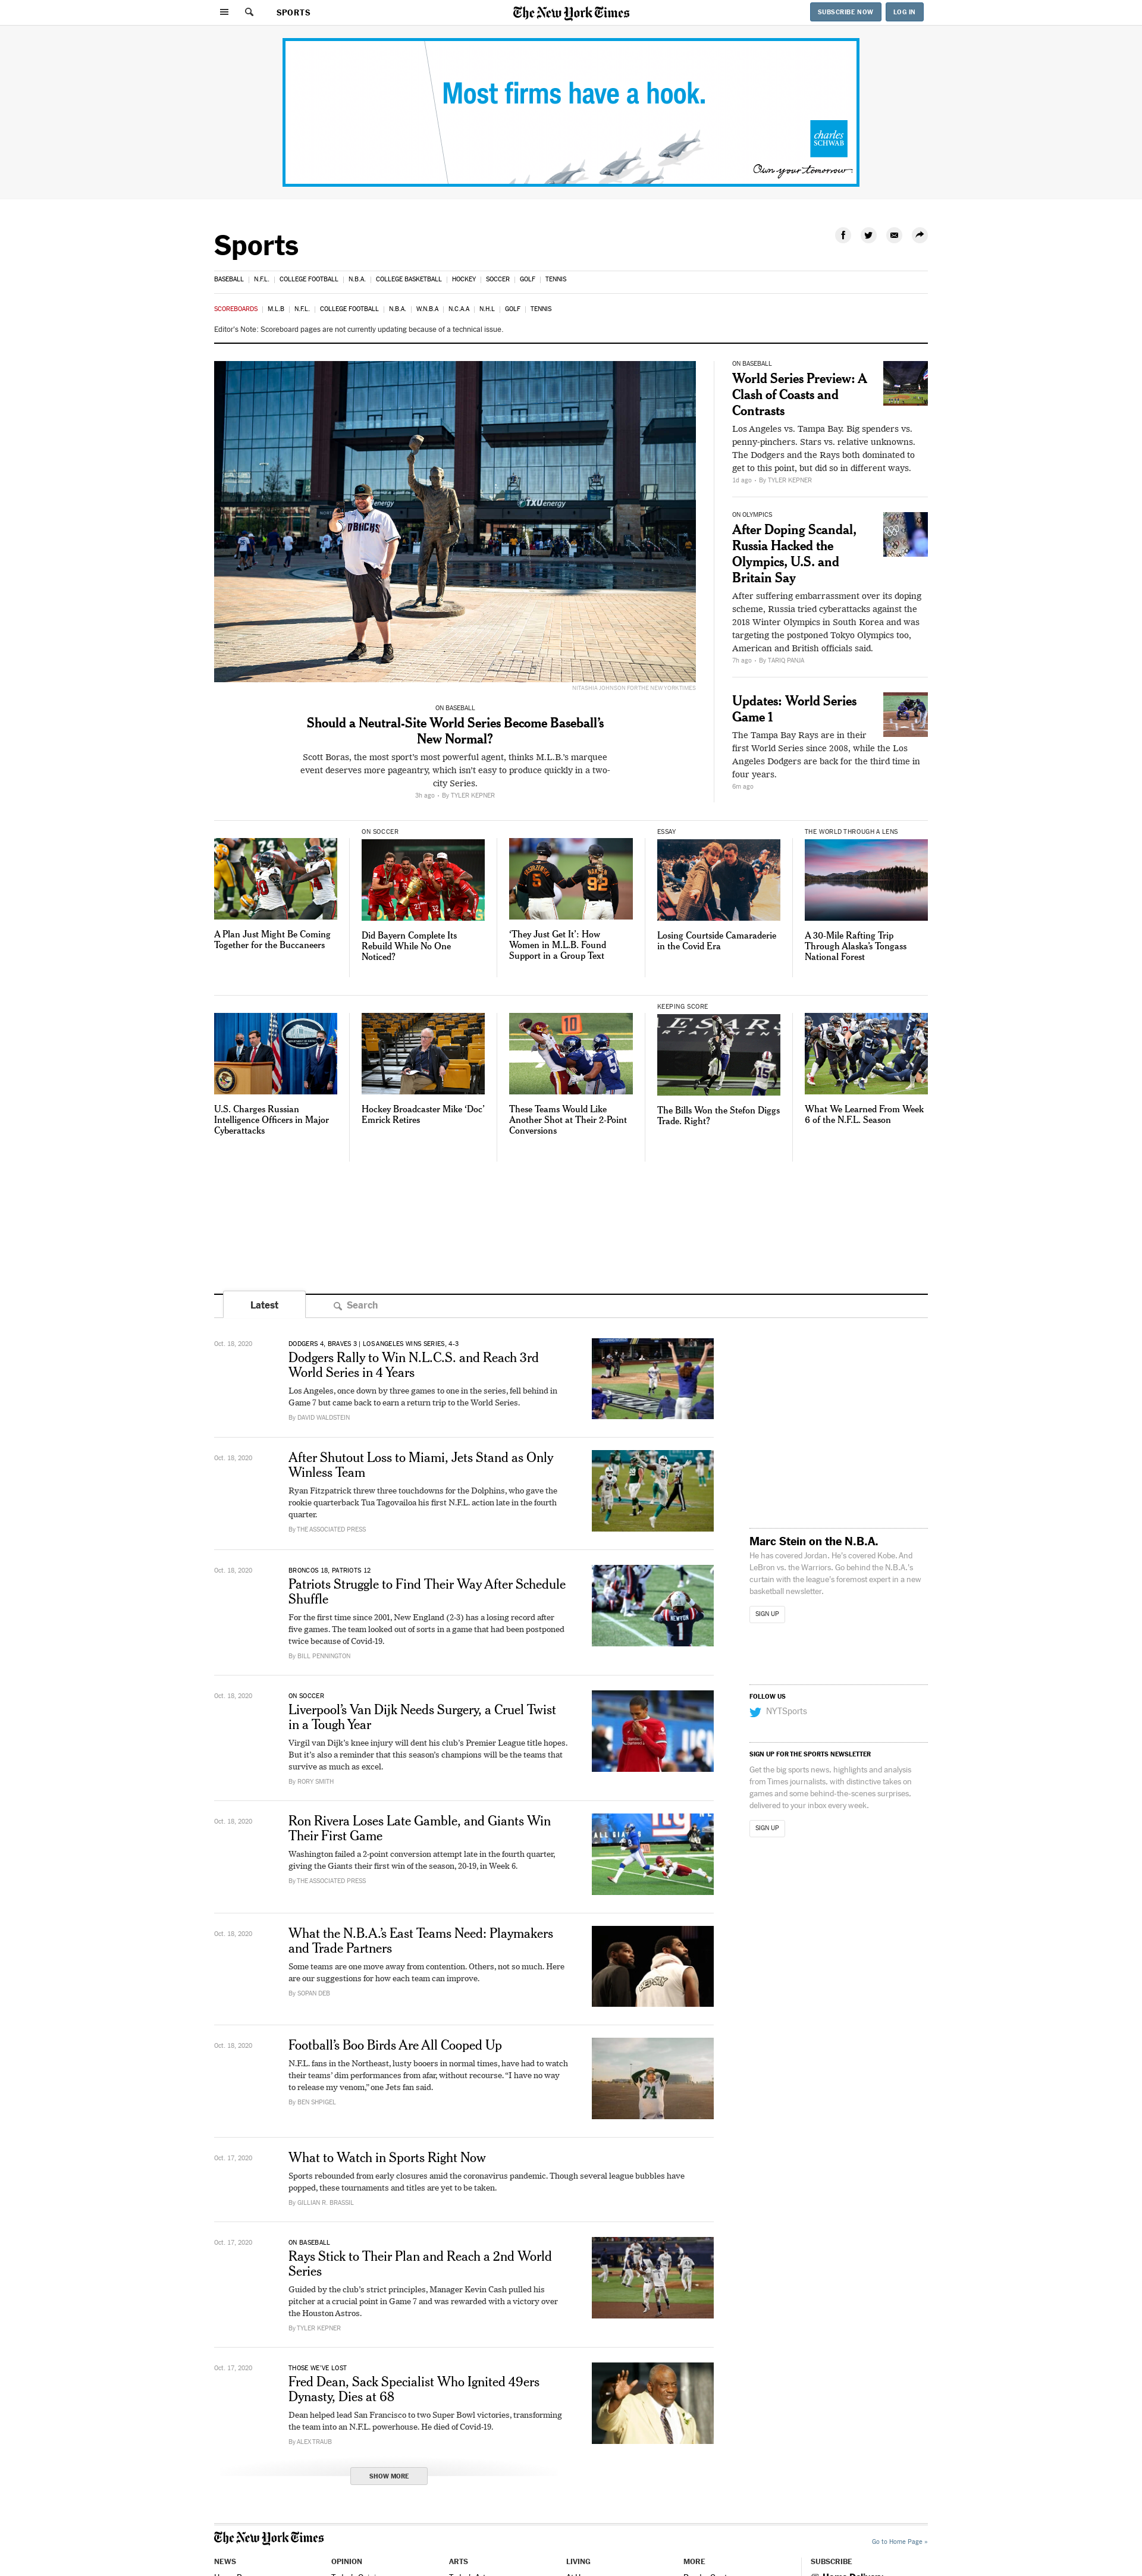 SPORTS
The New York Times
SUBSCRIBE NOW
LOG IN
Most firms have a hook.
charles
SCHWAB
Own your tomorrow
Sports
BASEBALL | N.F.L. | COLLEGE FOOTBALL | N.B.A. | COLLEGE BASKETBALL | HOCKEY | SOCCER | GOLF | TENNIS
SCOREBOARDS | M.L.B | N.F.L. | COLLEGE FOOTBALL | N.B.A. | W.N.B.A | N.C.A.A | N.H.L | GOLF | TENNIS
Editor's Note: Scoreboard pages are not currently updating because of a technical issue.
NITASHIA JOHNSON FOR THE NEW YORK TIMES
ON BASEBALL
Should a Neutral-Site World Series Become Baseball's
New Normal?
Scott Boras, the most sport's most powerful agent, thinks M.L.B.'s marquee
event deserves more pageantry, which isn't easy to produce quickly in a two-
city Series.
3h ago • By TYLER KEPNER
ON BASEBALL
World Series Preview: A
Clash of Coasts and
Contrasts
Los Angeles vs. Tampa Bay. Big spenders vs.
penny-pinchers. Stars vs. relative unknowns.
The Dodgers and the Rays both dominated to
get to this point, but did so in different ways.
1d ago • By TYLER KEPNER
ON OLYMPICS
After Doping Scandal,
Russia Hacked the
Olympics, U.S. and
Britain Say
After suffering embarrassment over its doping
scheme, Russia tried cyberattacks against the
2018 Winter Olympics in South Korea and was
targeting the postponed Tokyo Olympics too,
American and British officials said.
7h ago • By TARIQ PANJA
Updates: World Series
Game 1
The Tampa Bay Rays are in their
first World Series since 2008, while the Los
Angeles Dodgers are back for the third time in
four years.
6m ago
A Plan Just Might Be Coming
Together for the Buccaneers
ON SOCCER
Did Bayern Complete Its
Rebuild While No One
Noticed?
'They Just Get It': How
Women in M.L.B. Found
Support in a Group Text
ESSAY
Losing Courtside Camaraderie
in the Covid Era
THE WORLD THROUGH A LENS
A 30-Mile Rafting Trip
Through Alaska's Tongass
National Forest
U.S. Charges Russian
Intelligence Officers in Major
Cyberattacks
Hockey Broadcaster Mike 'Doc'
Emrick Retires
These Teams Would Like
Another Shot at Their 2-Point
Conversions
KEEPING SCORE
The Bills Won the Stefon Diggs
Trade. Right?
What We Learned From Week
6 of the N.F.L. Season
Latest
Search
Oct. 18, 2020
DODGERS 4, BRAVES 3 | LOS ANGELES WINS SERIES, 4-3
Dodgers Rally to Win N.L.C.S. and Reach 3rd
World Series in 4 Years
Los Angeles, once down by three games to one in the series, fell behind in
Game 7 but came back to earn a return trip to the World Series.
By DAVID WALDSTEIN
Oct. 18, 2020
After Shutout Loss to Miami, Jets Stand as Only
Winless Team
Ryan Fitzpatrick threw three touchdowns for the Dolphins, who gave the
rookie quarterback Tua Tagovailoa his first N.F.L. action late in the fourth
quarter.
By THE ASSOCIATED PRESS
Oct. 18, 2020
BRONCOS 18, PATRIOTS 12
Patriots Struggle to Find Their Way After Schedule
Shuffle
For the first time since 2001, New England (2-3) has a losing record after
five games. The team looked out of sorts in a game that had been postponed
twice because of Covid-19.
By BILL PENNINGTON
Oct. 18, 2020
ON SOCCER
Liverpool's Van Dijk Needs Surgery, a Cruel Twist
in a Tough Year
Virgil van Dijk's knee injury will dent his club's Premier League title hopes.
But it's also a reminder that this season's champions will be the teams that
survive as much as excel.
By RORY SMITH
Oct. 18, 2020
Ron Rivera Loses Late Gamble, and Giants Win
Their First Game
Washington failed a 2-point conversion attempt late in the fourth quarter,
giving the Giants their first win of the season, 20-19, in Week 6.
By THE ASSOCIATED PRESS
Oct. 18, 2020
What the N.B.A.'s East Teams Need: Playmakers
and Trade Partners
Some teams are one move away from contention. Others, not so much. Here
are our suggestions for how each team can improve.
By SOPAN DEB
Oct. 18, 2020
Football's Boo Birds Are All Cooped Up
N.F.L. fans in the Northeast, lusty booers in normal times, have had to watch
their teams' dim performances from afar, without recourse. "I have no way
to release my venom," one Jets fan said.
By BEN SHPIGEL
Oct. 17, 2020
What to Watch in Sports Right Now
Sports rebounded from early closures amid the coronavirus pandemic. Though several league bubbles have
popped, these tournaments and titles are yet to be taken.
By GILLIAN R. BRASSIL
Oct. 17, 2020
ON BASEBALL
Rays Stick to Their Plan and Reach a 2nd World
Series
Guided by the club's strict principles, Manager Kevin Cash pulled his
pitcher at a crucial point in Game 7 and was rewarded with a victory over
the Houston Astros.
By TYLER KEPNER
Oct. 17, 2020
THOSE WE'VE LOST
Fred Dean, Sack Specialist Who Ignited 49ers
Dynasty, Dies at 68
Dean helped lead San Francisco to two Super Bowl victories, transforming
the team into an N.F.L. powerhouse. He died of Covid-19.
By ALEX TRAUB
SHOW MORE
Marc Stein on the N.B.A.
He has covered Jordan. He's covered Kobe. And
LeBron vs. the Warriors. Go behind the N.B.A.'s
curtain with the league's foremost expert in a new
basketball newsletter.
SIGN UP
FOLLOW US
NYTSports
SIGN UP FOR THE SPORTS NEWSLETTER
Get the big sports news, highlights and analysis
from Times journalists, with distinctive takes on
games and some behind-the-scenes surprises,
delivered to your inbox every week.
SIGN UP
The New York Times
Go to Home Page »
NEWS
OPINION
ARTS
LIVING
MORE
SUBSCRIBE